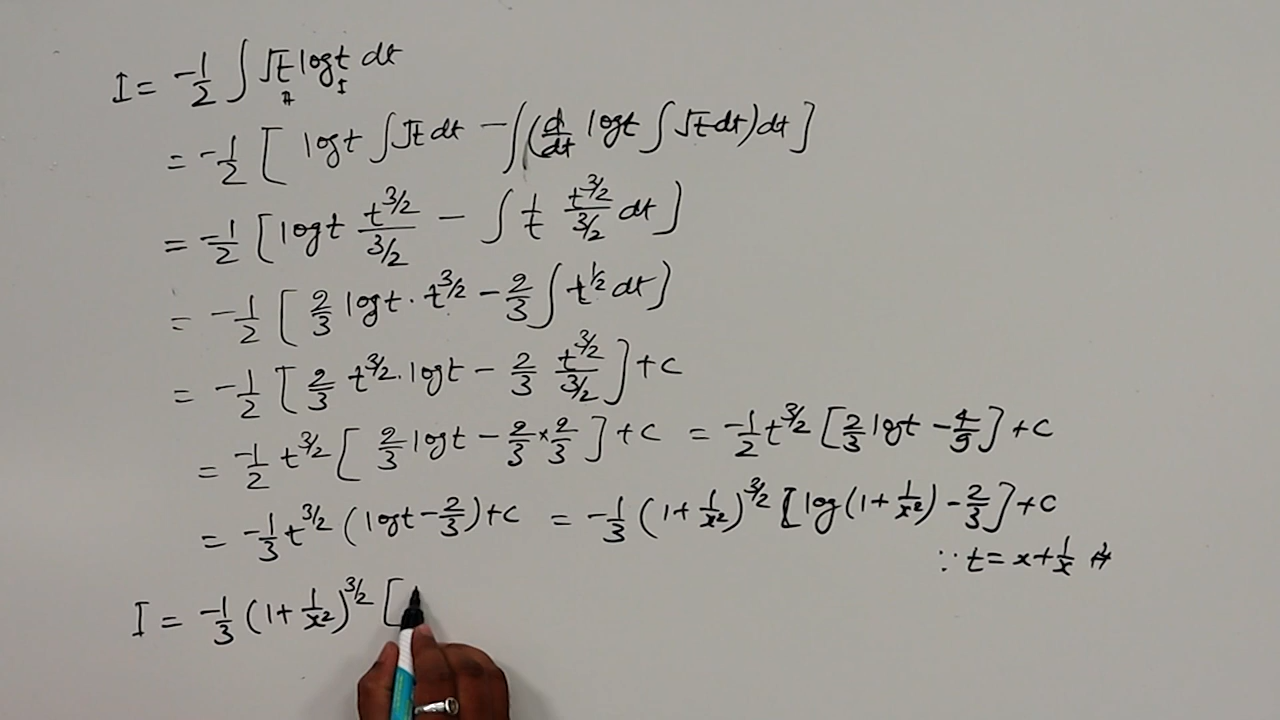 I = -1/2 ∫ √t log t dt
A I
= -1/2 [ log t ∫ √t dt - ∫ (d/dt log t ∫ √t dt) dt ]
= -1/2 [ log t t^3/2 / 3/2 - ∫ 1/t t^3/2 / 3/2 dt ]
= -1/2 [ 2/3 log t · t^3/2 - 2/3 ∫ t^1/2 dt ]
= -1/2 [ 2/3 t^3/2 · log t - 2/3 t^3/2 / 3/2 ] + c
= -1/2 t^3/2 [ 2/3 log t - 2/3 × 2/3 ] + c = -1/2 t^3/2 [ 2/3 log t - 4/9 ] + c
= -1/3 t^3/2 ( log t - 2/3 ) + c = -1/3 ( 1 + 1/x² )^3/2 [ log ( 1 + 1/x² ) - 2/3 ] + c
∵ t = x + 1/x
I = -1/3 ( 1 + 1/x² )^3/2 [